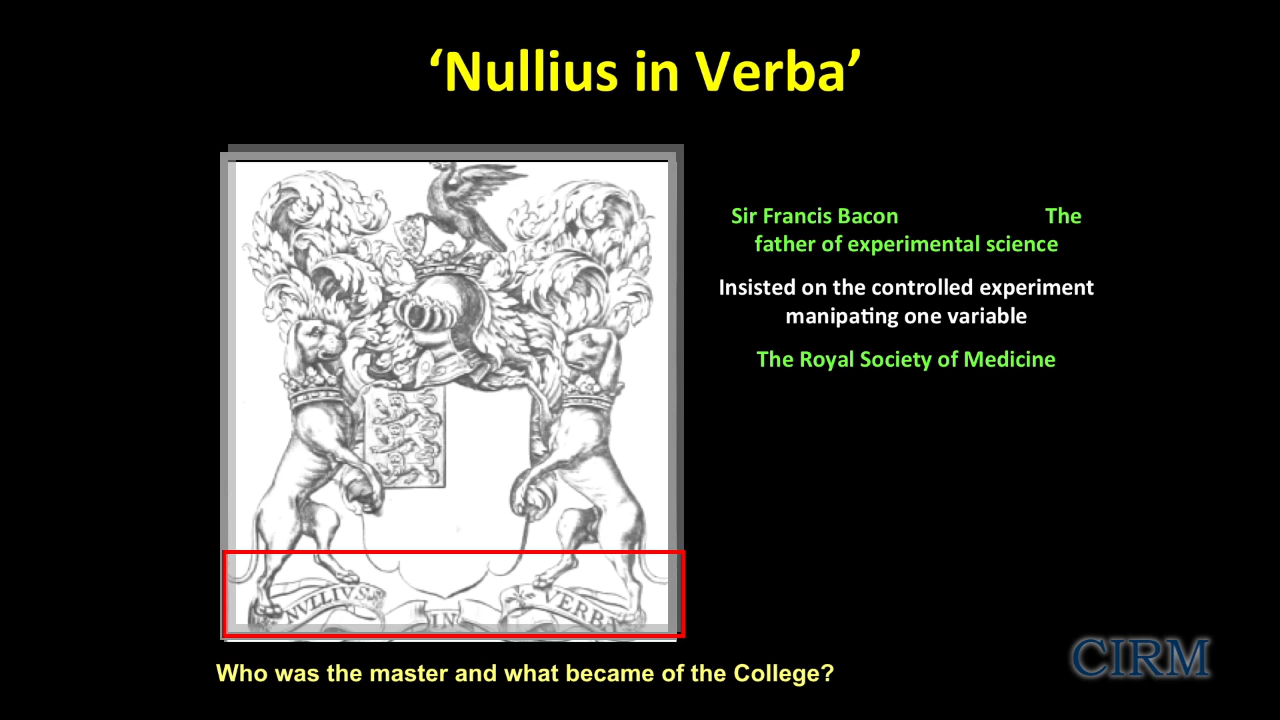 ‘Nullius in Verba’
Sir Francis Bacon The
father of experimental science
Insisted on the controlled experiment
manipating one variable
The Royal Society of Medicine
NVLLIVS
IN
VERBA
Who was the master and what became of the College?
CIRM